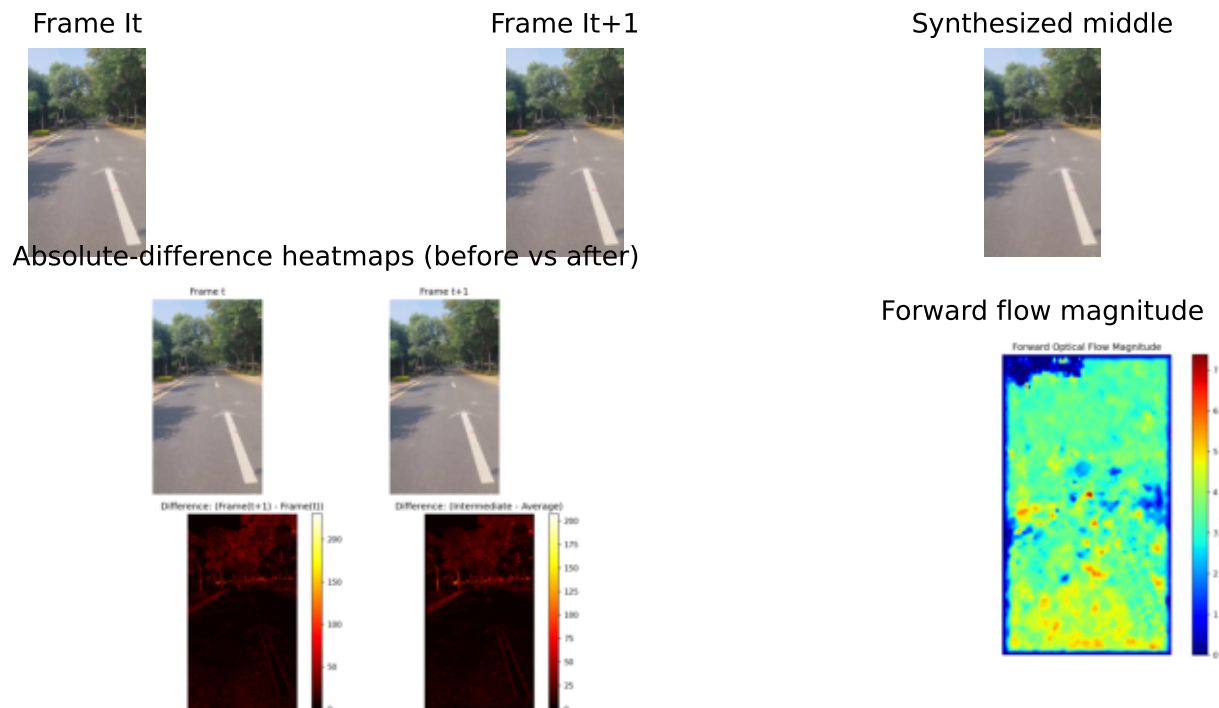 Frame It
Frame It+1
Synthesized middle
Absolute-difference heatmaps (before vs after)
Frame t
Frame t+1
Forward flow magnitude
Forward Optical Flow Magnitude
Difference: (Frame(t+1) - Frame(t))
Difference: (Intermediate - Average)
200
150
100
50
0
200
175
150
125
100
75
50
25
0
7
6
5
4
3
2
1
0